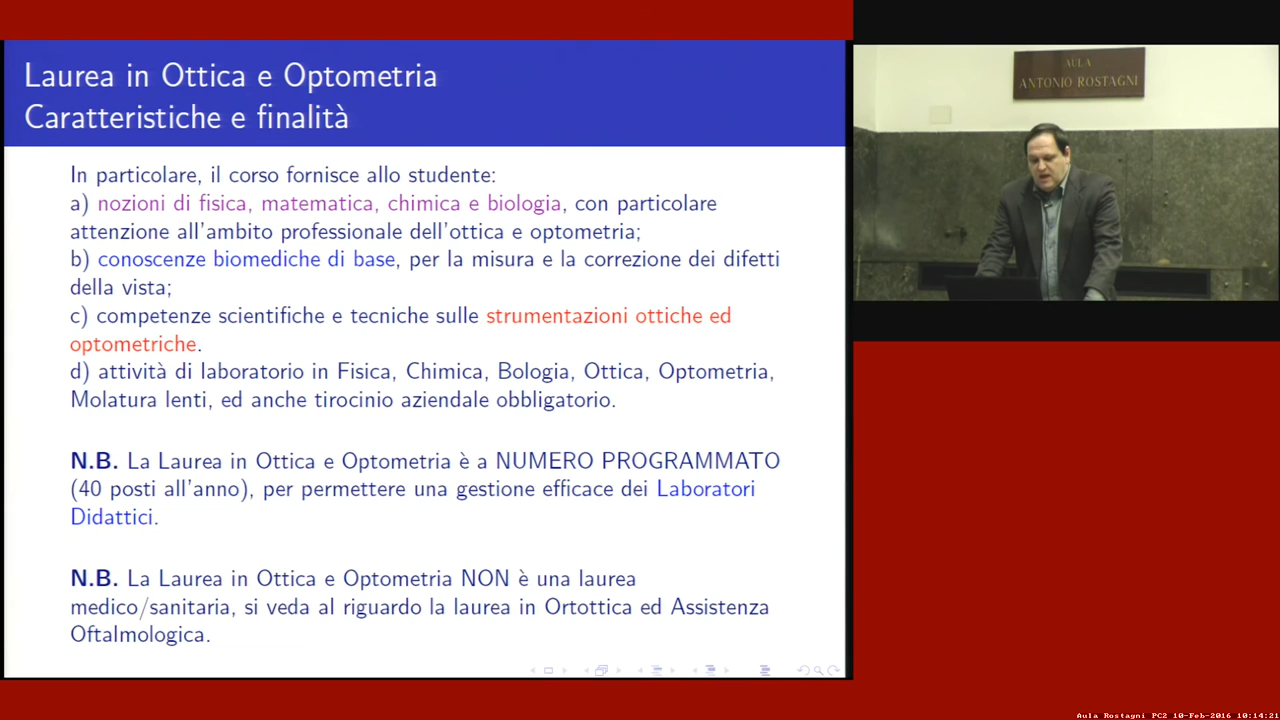 Laurea in Ottica e Optometria
Caratteristiche e finalità
In particolare, il corso fornisce allo studente:
a) nozioni di fisica, matematica, chimica e biologia, con particolare
attenzione all'ambito professionale dell'ottica e optometria;
b) conoscenze biomediche di base, per la misura e la correzione dei difetti
della vista;
c) competenze scientifiche e tecniche sulle strumentazioni ottiche ed
optometriche.
d) attività di laboratorio in Fisica, Chimica, Bologia, Ottica, Optometria,
Molatura lenti, ed anche tirocinio aziendale obbligatorio.
N.B. La Laurea in Ottica e Optometria è a NUMERO PROGRAMMATO
(40 posti all'anno), per permettere una gestione efficace dei Laboratori
Didattici.
N.B. La Laurea in Ottica e Optometria NON è una laurea
medico/sanitaria, si veda al riguardo la laurea in Ortottica ed Assistenza
Oftalmologica.
AULA
ANTONIO ROSTAGNI
Aula Rostagni PC2 10-Feb-2016 10:14:21